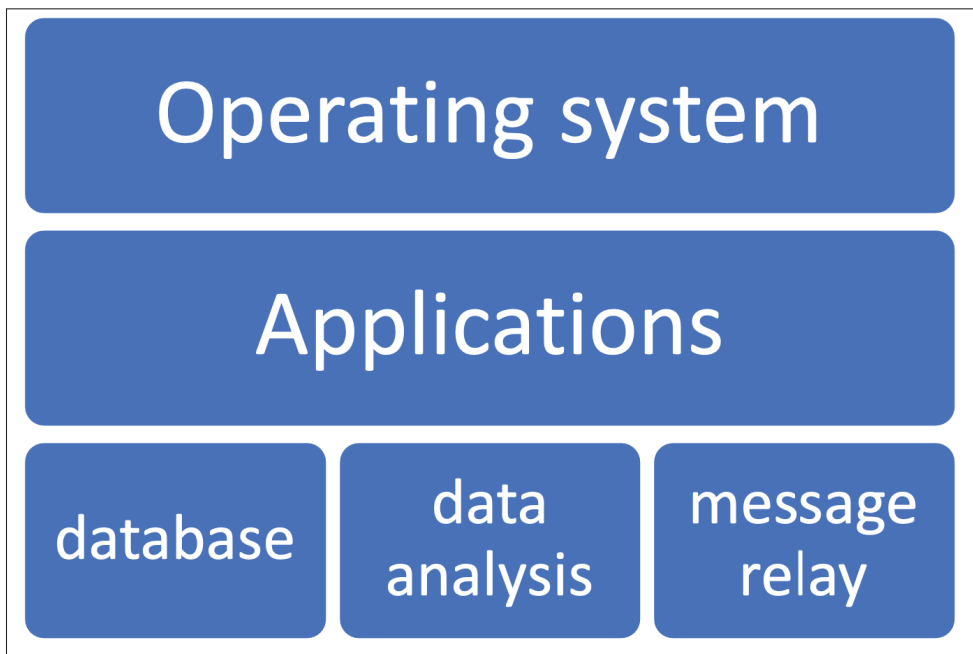 Operating system
Applications
database
data
analysis
message
relay